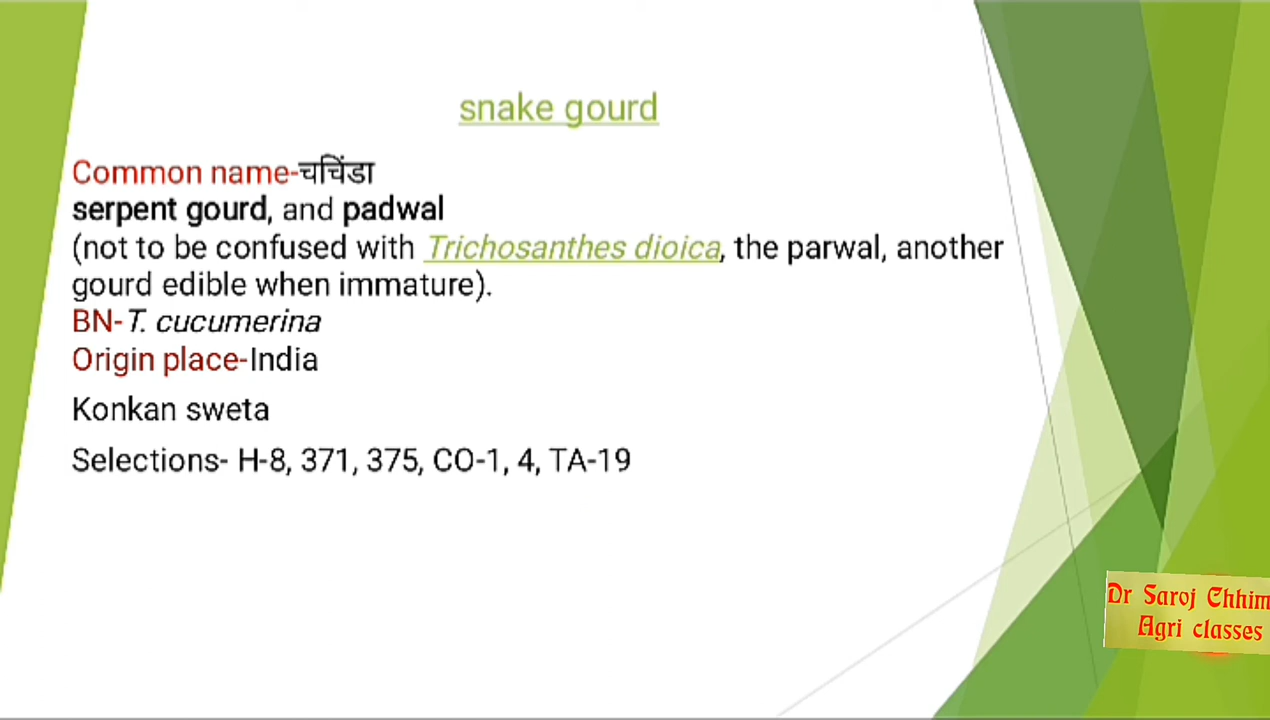 snake gourd
Common name-चचिंडा
serpent gourd, and padwal
(not to be confused with Trichosanthes dioica, the parwal, another
gourd edible when immature).
BN-T. cucumerina
Origin place-India
Konkan sweta
Selections- H-8, 371, 375, CO-1, 4, TA-19
Dr Saroj Chhim
Agri classes